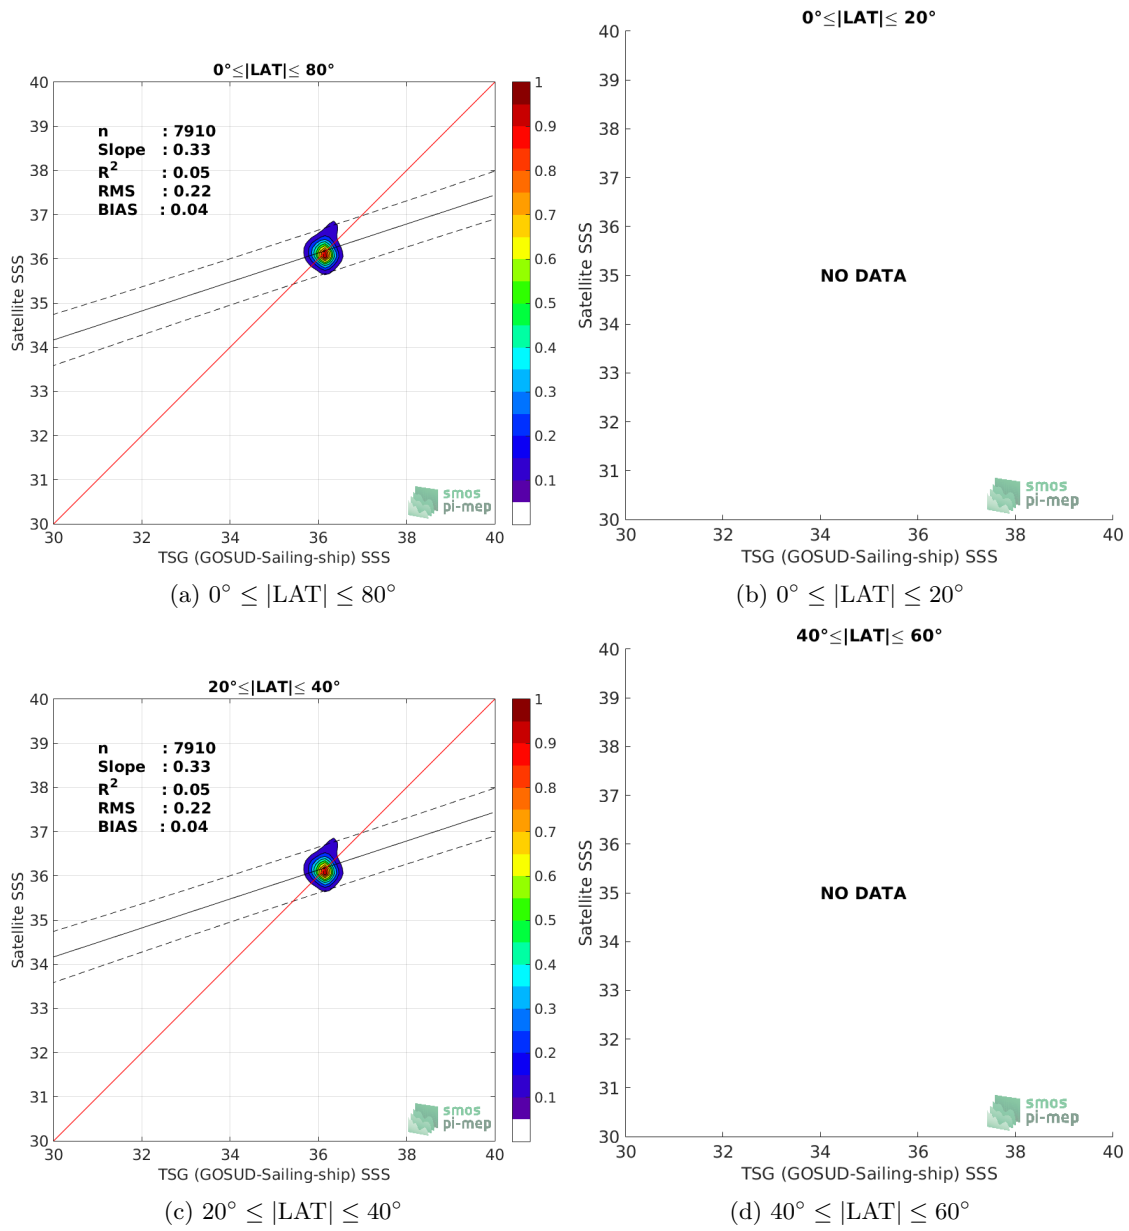 0°≤|LAT|≤ 80°
40
39
38
37
36
35
34
33
32
31
30
Satellite SSS
n : 7910
Slope : 0.33
R2 : 0.05
RMS : 0.22
BIAS : 0.04
1
0.9
0.8
0.7
0.6
0.5
0.4
0.3
0.2
0.1
smos
pi-mep
30 32 34 36 38 40
TSG (GOSUD-Sailing-ship) SSS
(a) 0° ≤ |LAT| ≤ 80°
0°≤|LAT|≤ 20°
40
39
38
37
36
35
34
33
32
31
30
Satellite SSS
NO DATA
smos
pi-mep
30 32 34 36 38 40
TSG (GOSUD-Sailing-ship) SSS
(b) 0° ≤ |LAT| ≤ 20°
20°≤|LAT|≤ 40°
40
39
38
37
36
35
34
33
32
31
30
Satellite SSS
n : 7910
Slope : 0.33
R2 : 0.05
RMS : 0.22
BIAS : 0.04
1
0.9
0.8
0.7
0.6
0.5
0.4
0.3
0.2
0.1
smos
pi-mep
30 32 34 36 38 40
TSG (GOSUD-Sailing-ship) SSS
(c) 20° ≤ |LAT| ≤ 40°
40°≤|LAT|≤ 60°
40
39
38
37
36
35
34
33
32
31
30
Satellite SSS
NO DATA
smos
pi-mep
30 32 34 36 38 40
TSG (GOSUD-Sailing-ship) SSS
(d) 40° ≤ |LAT| ≤ 60°